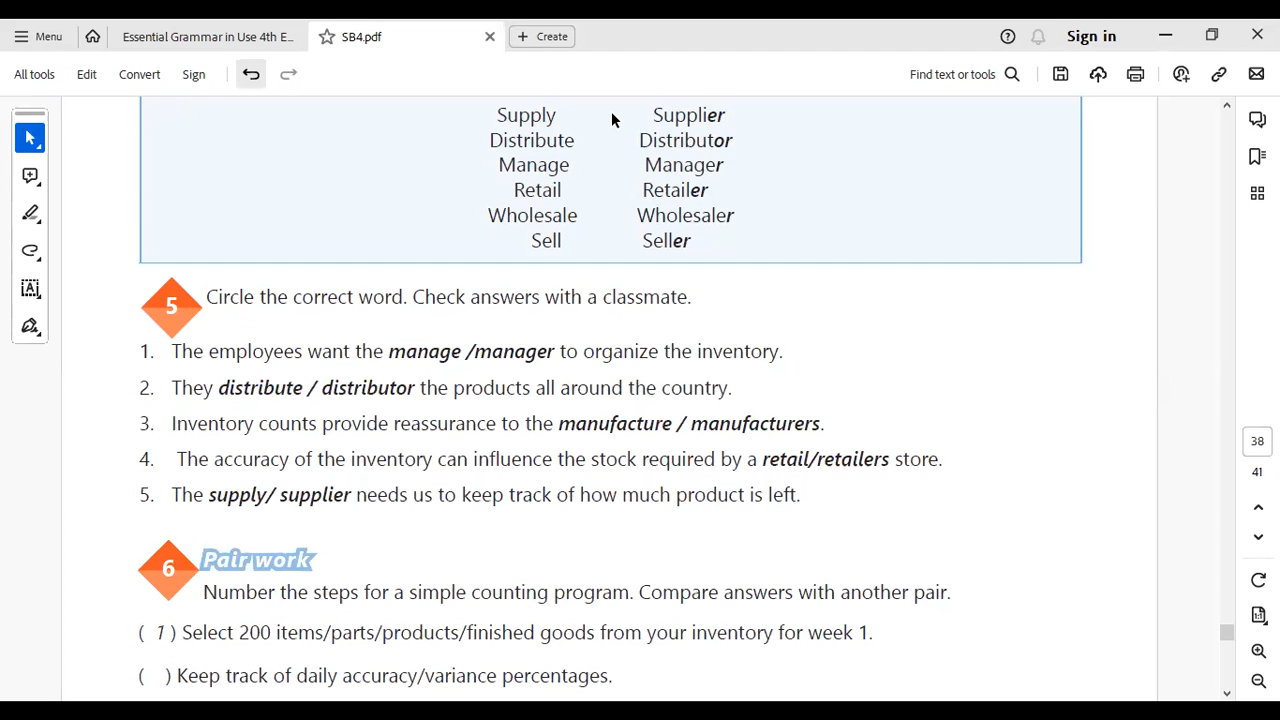 Menu
Essential Grammar in Use 4th E...
SB4.pdf
Create
Sign in
All tools
Edit
Convert
Sign
Find text or tools
Supply Supplier
Distribute Distributor
Manage Manager
Retail Retailer
Wholesale Wholesaler
Sell Seller
5 Circle the correct word. Check answers with a classmate.
1. The employees want the manage /manager to organize the inventory.
2. They distribute / distributor the products all around the country.
3. Inventory counts provide reassurance to the manufacture / manufacturers.
4. The accuracy of the inventory can influence the stock required by a retail/retailers store.
5. The supply/ supplier needs us to keep track of how much product is left.
6 Pair work
Number the steps for a simple counting program. Compare answers with another pair.
( 1 ) Select 200 items/parts/products/finished goods from your inventory for week 1.
( ) Keep track of daily accuracy/variance percentages.
38
41
1:1